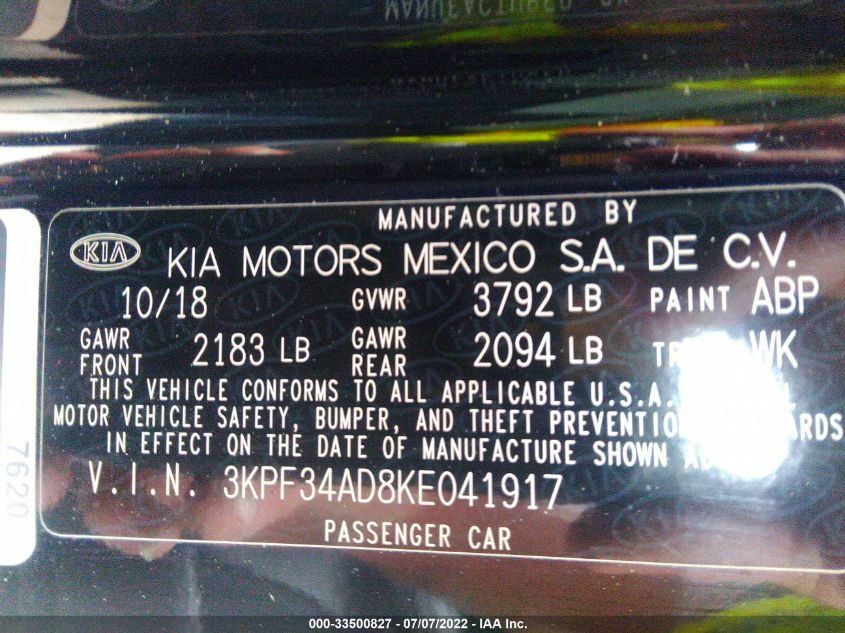 MANUFACTURED BY
KIA KIA MOTORS MEXICO S.A. DE C.V.
10/18 GVWR 3792 LB PAINT ABP
GAWR FRONT 2183 LB GAWR REAR 2094 LB WK
THIS VEHICLE CONFORMS TO ALL APPLICABLE U.S.A.
MOTOR VEHICLE SAFETY, BUMPER, AND THEFT
IN EFFECT ON THE DATE OF MANUFACTURE SHOWN
V.I.N. 3KPF34AD8KE041917
PASSENGER CAR
7620
000-33500827 - 07/07/2022 - IAA Inc.